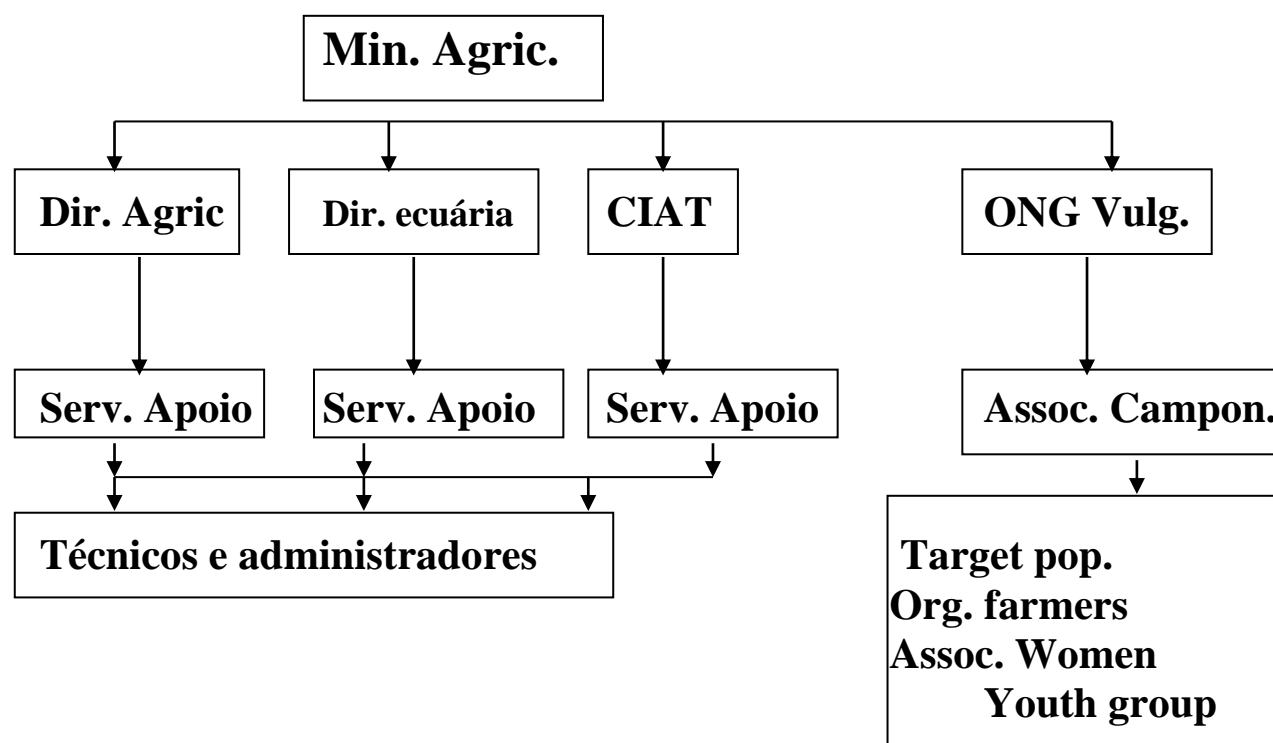 Min. Agric.
Dir. Agric
Dir. ecuária
CIAT
ONG Vulg.
Serv. Apoio
Serv. Apoio
Serv. Apoio
Assoc. Campon.
Técnicos e administradores
Target pop.
Org. farmers
Assoc. Women
Youth group